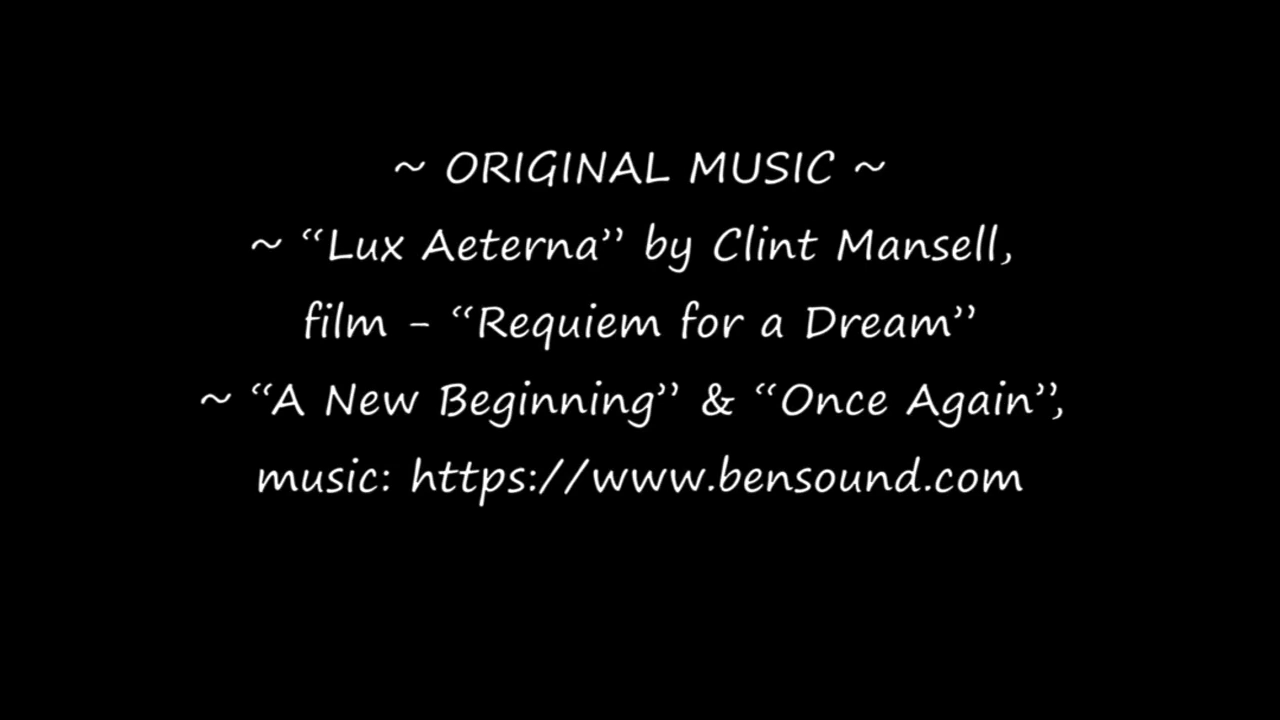 ~ ORIGINAL MUSIC ~
~ “Lux Aeterna” by Clint Mansell,
film - “Requiem for a Dream”
~ “A New Beginning” & “Once Again”,
music: https://www.bensound.com